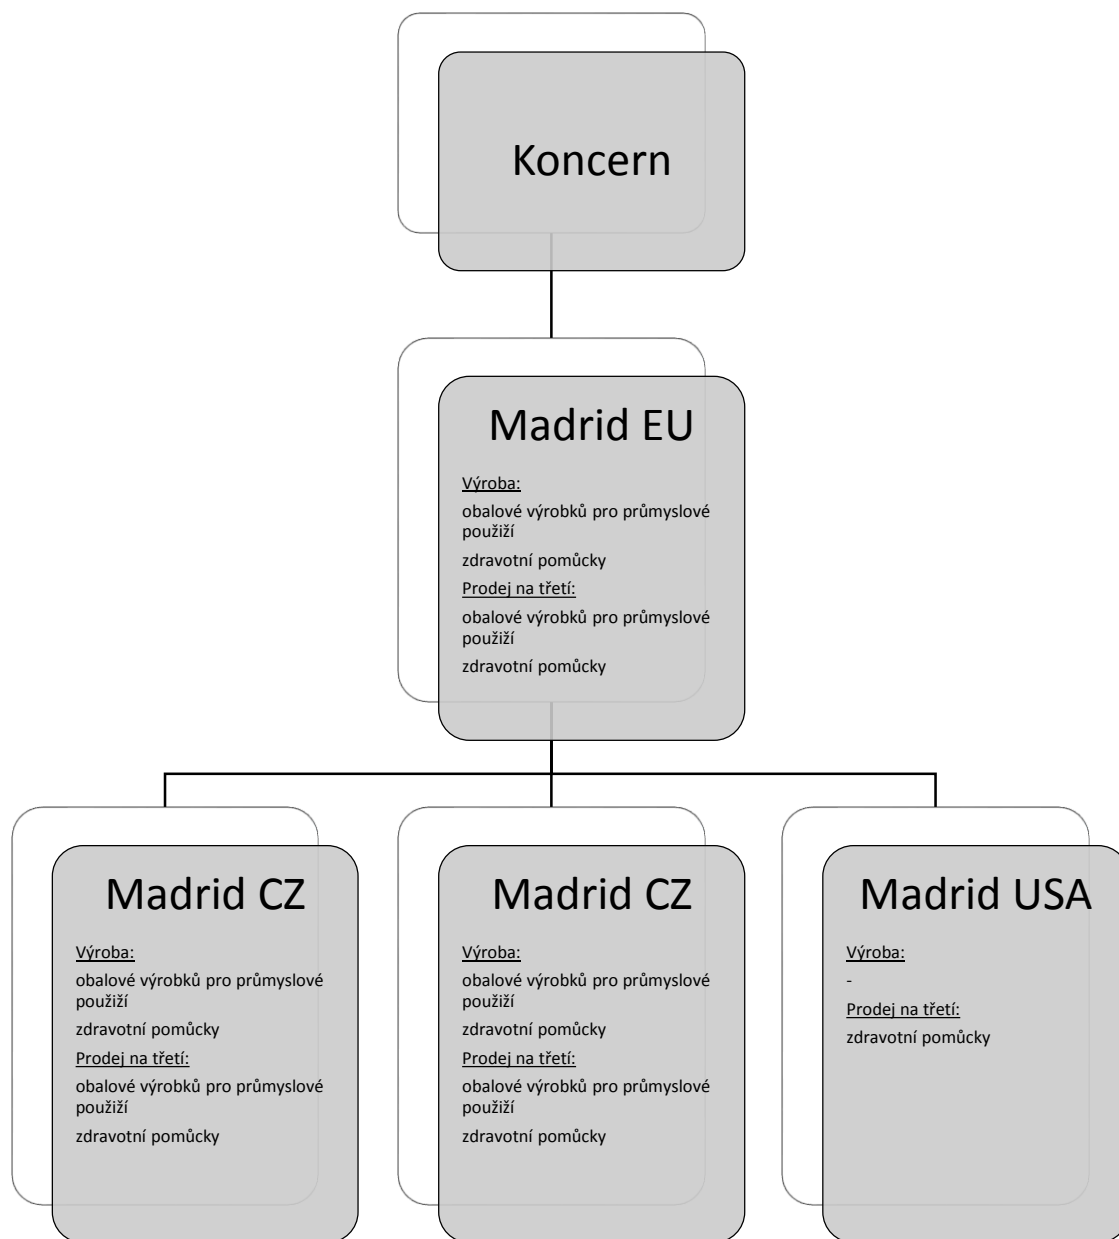 Koncern
Madrid EU
Výroba:
obalové výrobků pro průmyslové
použiží
zdravotní pomůcky
Prodej na třetí:
obalové výrobků pro průmyslové
použiží
zdravotní pomůcky
Madrid CZ
Výroba:
obalové výrobků pro průmyslové
použiží
zdravotní pomůcky
Prodej na třetí:
obalové výrobků pro průmyslové
použiží
zdravotní pomůcky
Madrid CZ
Výroba:
obalové výrobků pro průmyslové
použiží
zdravotní pomůcky
Prodej na třetí:
obalové výrobků pro průmyslové
použiží
zdravotní pomůcky
Madrid USA
Výroba:
-
Prodej na třetí:
zdravotní pomůcky